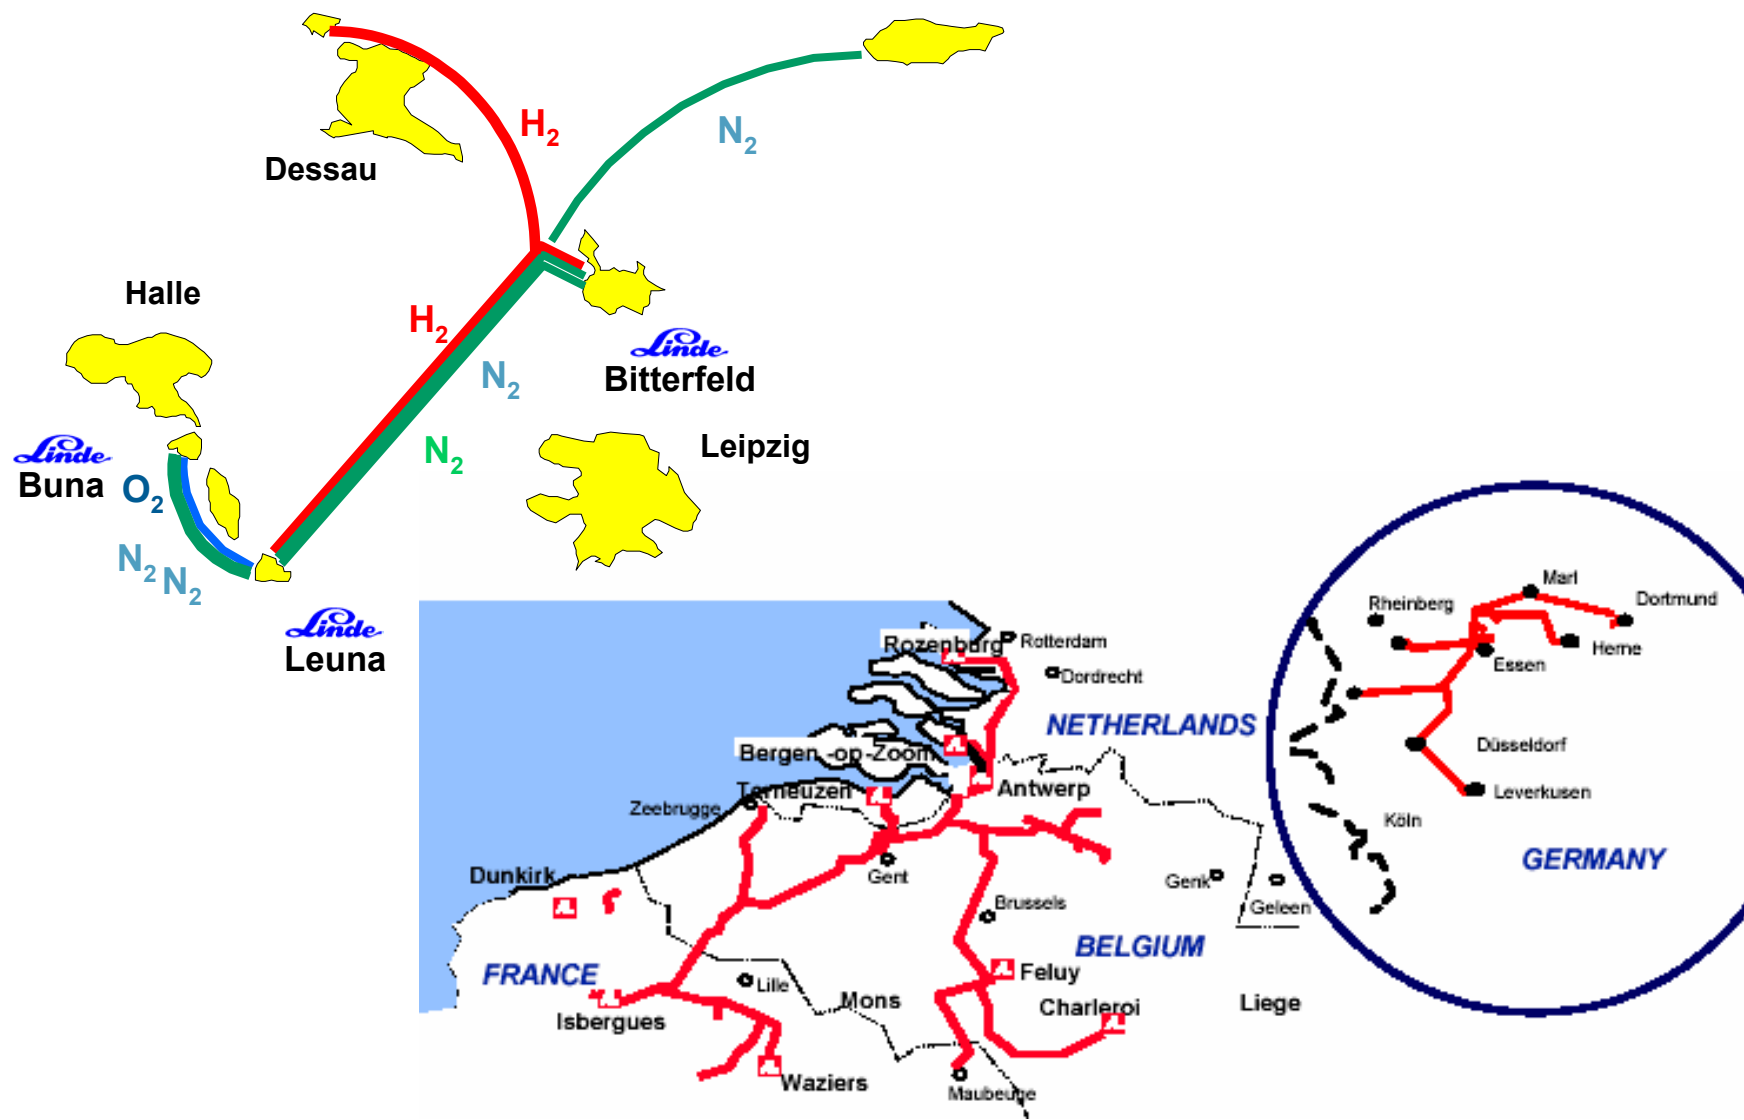 H2
N2
Dessau
Halle
H2
Linde
N2
Bitterfeld
Leipzig
N2
Linde
Buna
O2
N2
N2
Linde
Leuna
Marl
Rheinberg
Dortmund
Rozenburg
Rotterdam
Herne
Essen
Dordrecht
NETHERLANDS
Bergen -op-Zoom
Düsseldorf
Terneuzen
Antwerp
Leverkusen
Zeebrugge
Köln
GERMANY
Dunkirk
Gent
Genk
Brussels
Geleen
BELGIUM
FRANCE
Feluy
Lille
Mons
Charleroi
Liege
Isbergues
Waziers
Maubeuge